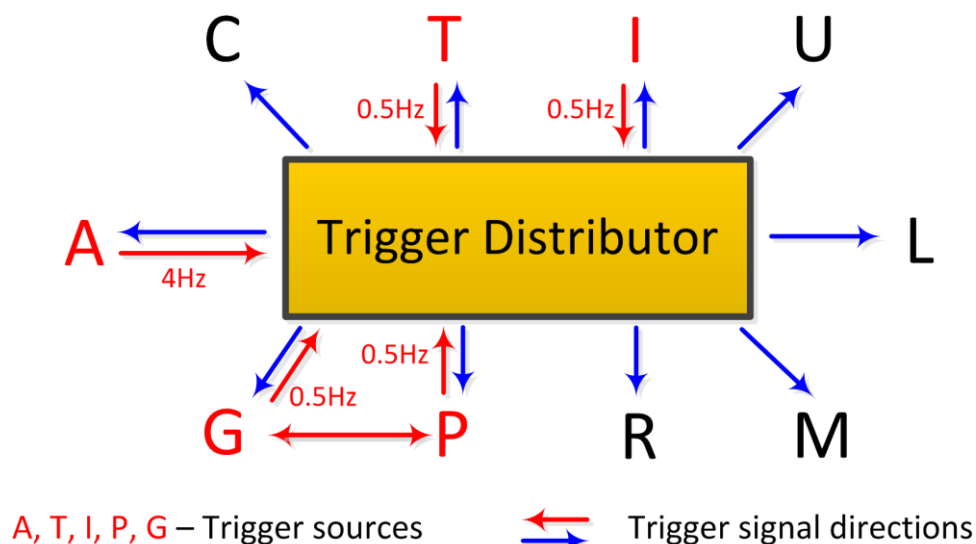 C T I U
0.5Hz 0.5Hz
Trigger Distributor
A L
4Hz
0.5Hz
0.5Hz
G P R M
A, T, I, P, G – Trigger sources
Trigger signal directions